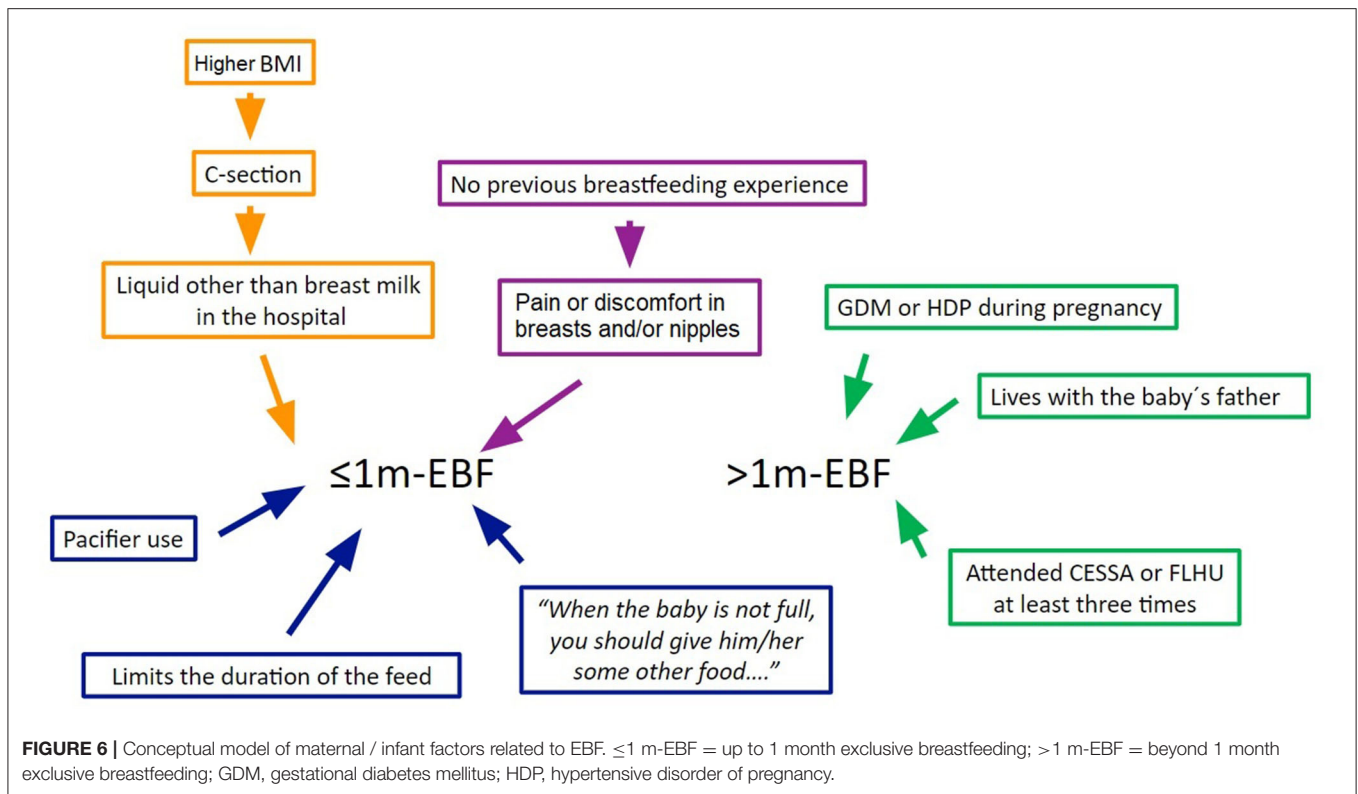 Higher BMI
C-section
Liquid other than breast milk
in the hospital
No previous breastfeeding experience
Pain or discomfort in
breasts and/or nipples
GDM or HDP during pregnancy
Lives with the baby´s father
≤1m-EBF
>1m-EBF
Pacifier use
Limits the duration of the feed
“When the baby is not full,
you should give him/her
some other food....”
Attended CESSA or FLHU
at least three times
FIGURE 6 | Conceptual model of maternal / infant factors related to EBF. ≤1 m-EBF = up to 1 month exclusive breastfeeding; >1 m-EBF = beyond 1 month
exclusive breastfeeding; GDM, gestational diabetes mellitus; HDP, hypertensive disorder of pregnancy.